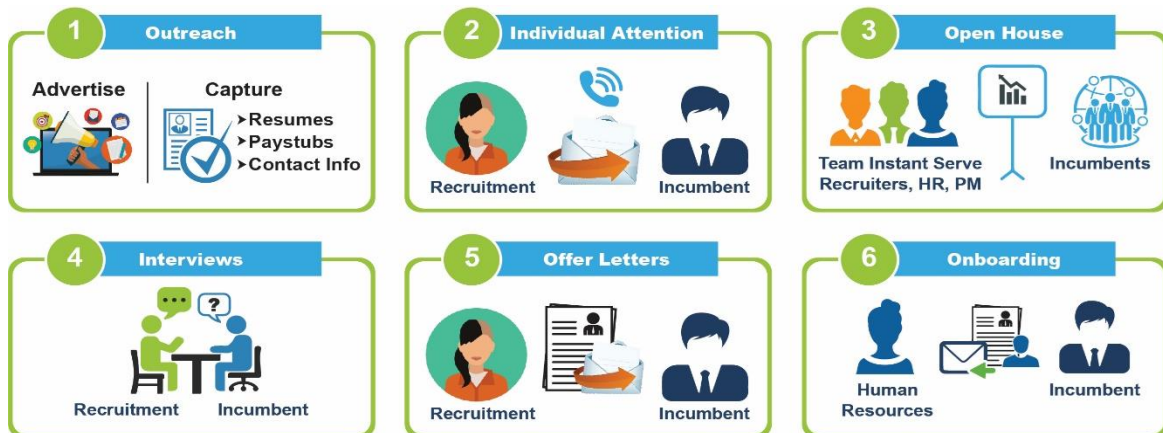 1
Outreach
Advertise
Capture
➤Resumes
➤Paystubs
➤Contact Info
2
Individual Attention
Recruitment
Incumbent
3
Open House
Team Instant Serve
Recruiters, HR, PM
Incumbents
4
Interviews
?
Recruitment
Incumbent
5
Offer Letters
Recruitment
Incumbent
6
Onboarding
Human
Resources
Incumbent